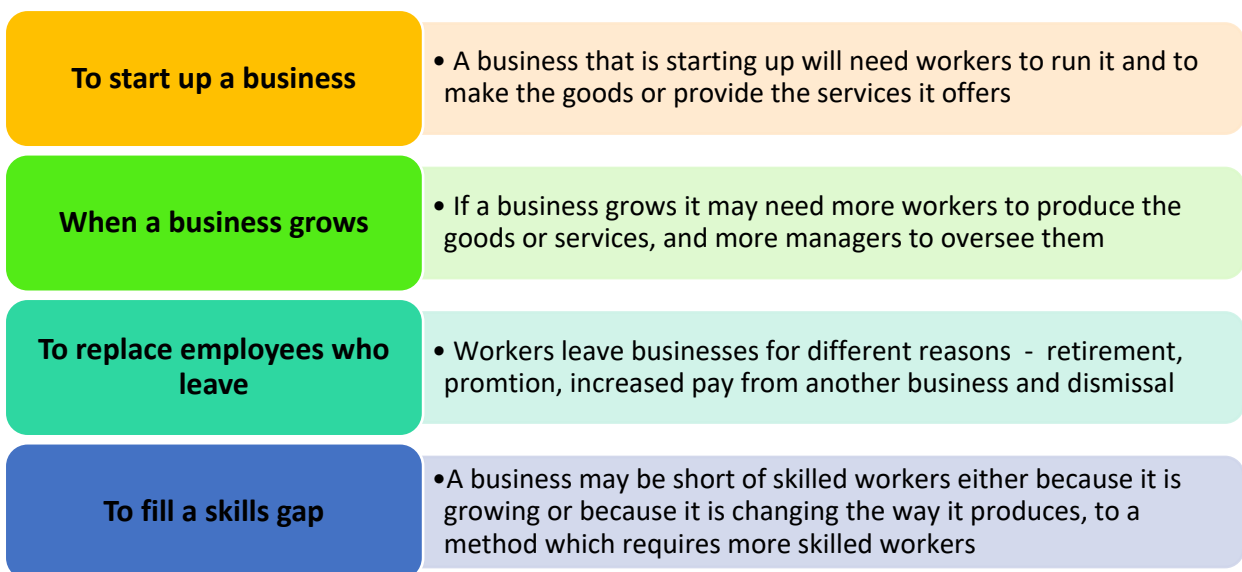 To start up a business
• A business that is starting up will need workers to run it and to
make the goods or provide the services it offers
When a business grows
• If a business grows it may need more workers to produce the
goods or services, and more managers to oversee them
To replace employees who
leave
• Workers leave businesses for different reasons - retirement,
promtion, increased pay from another business and dismissal
To fill a skills gap
•A business may be short of skilled workers either because it is
growing or because it is changing the way it produces, to a
method which requires more skilled workers